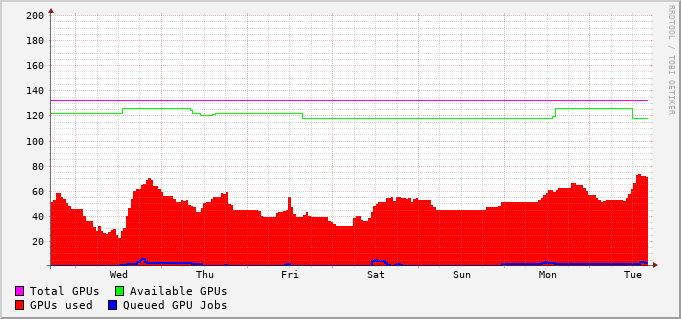 200
180
160
140
120
100
80
60
40
20
Wed Thu Fri Sat Sun Mon Tue
Total GPUs Available GPUs
GPUs used Queued GPU Jobs
RRDTOOL / TOBI OETIKER